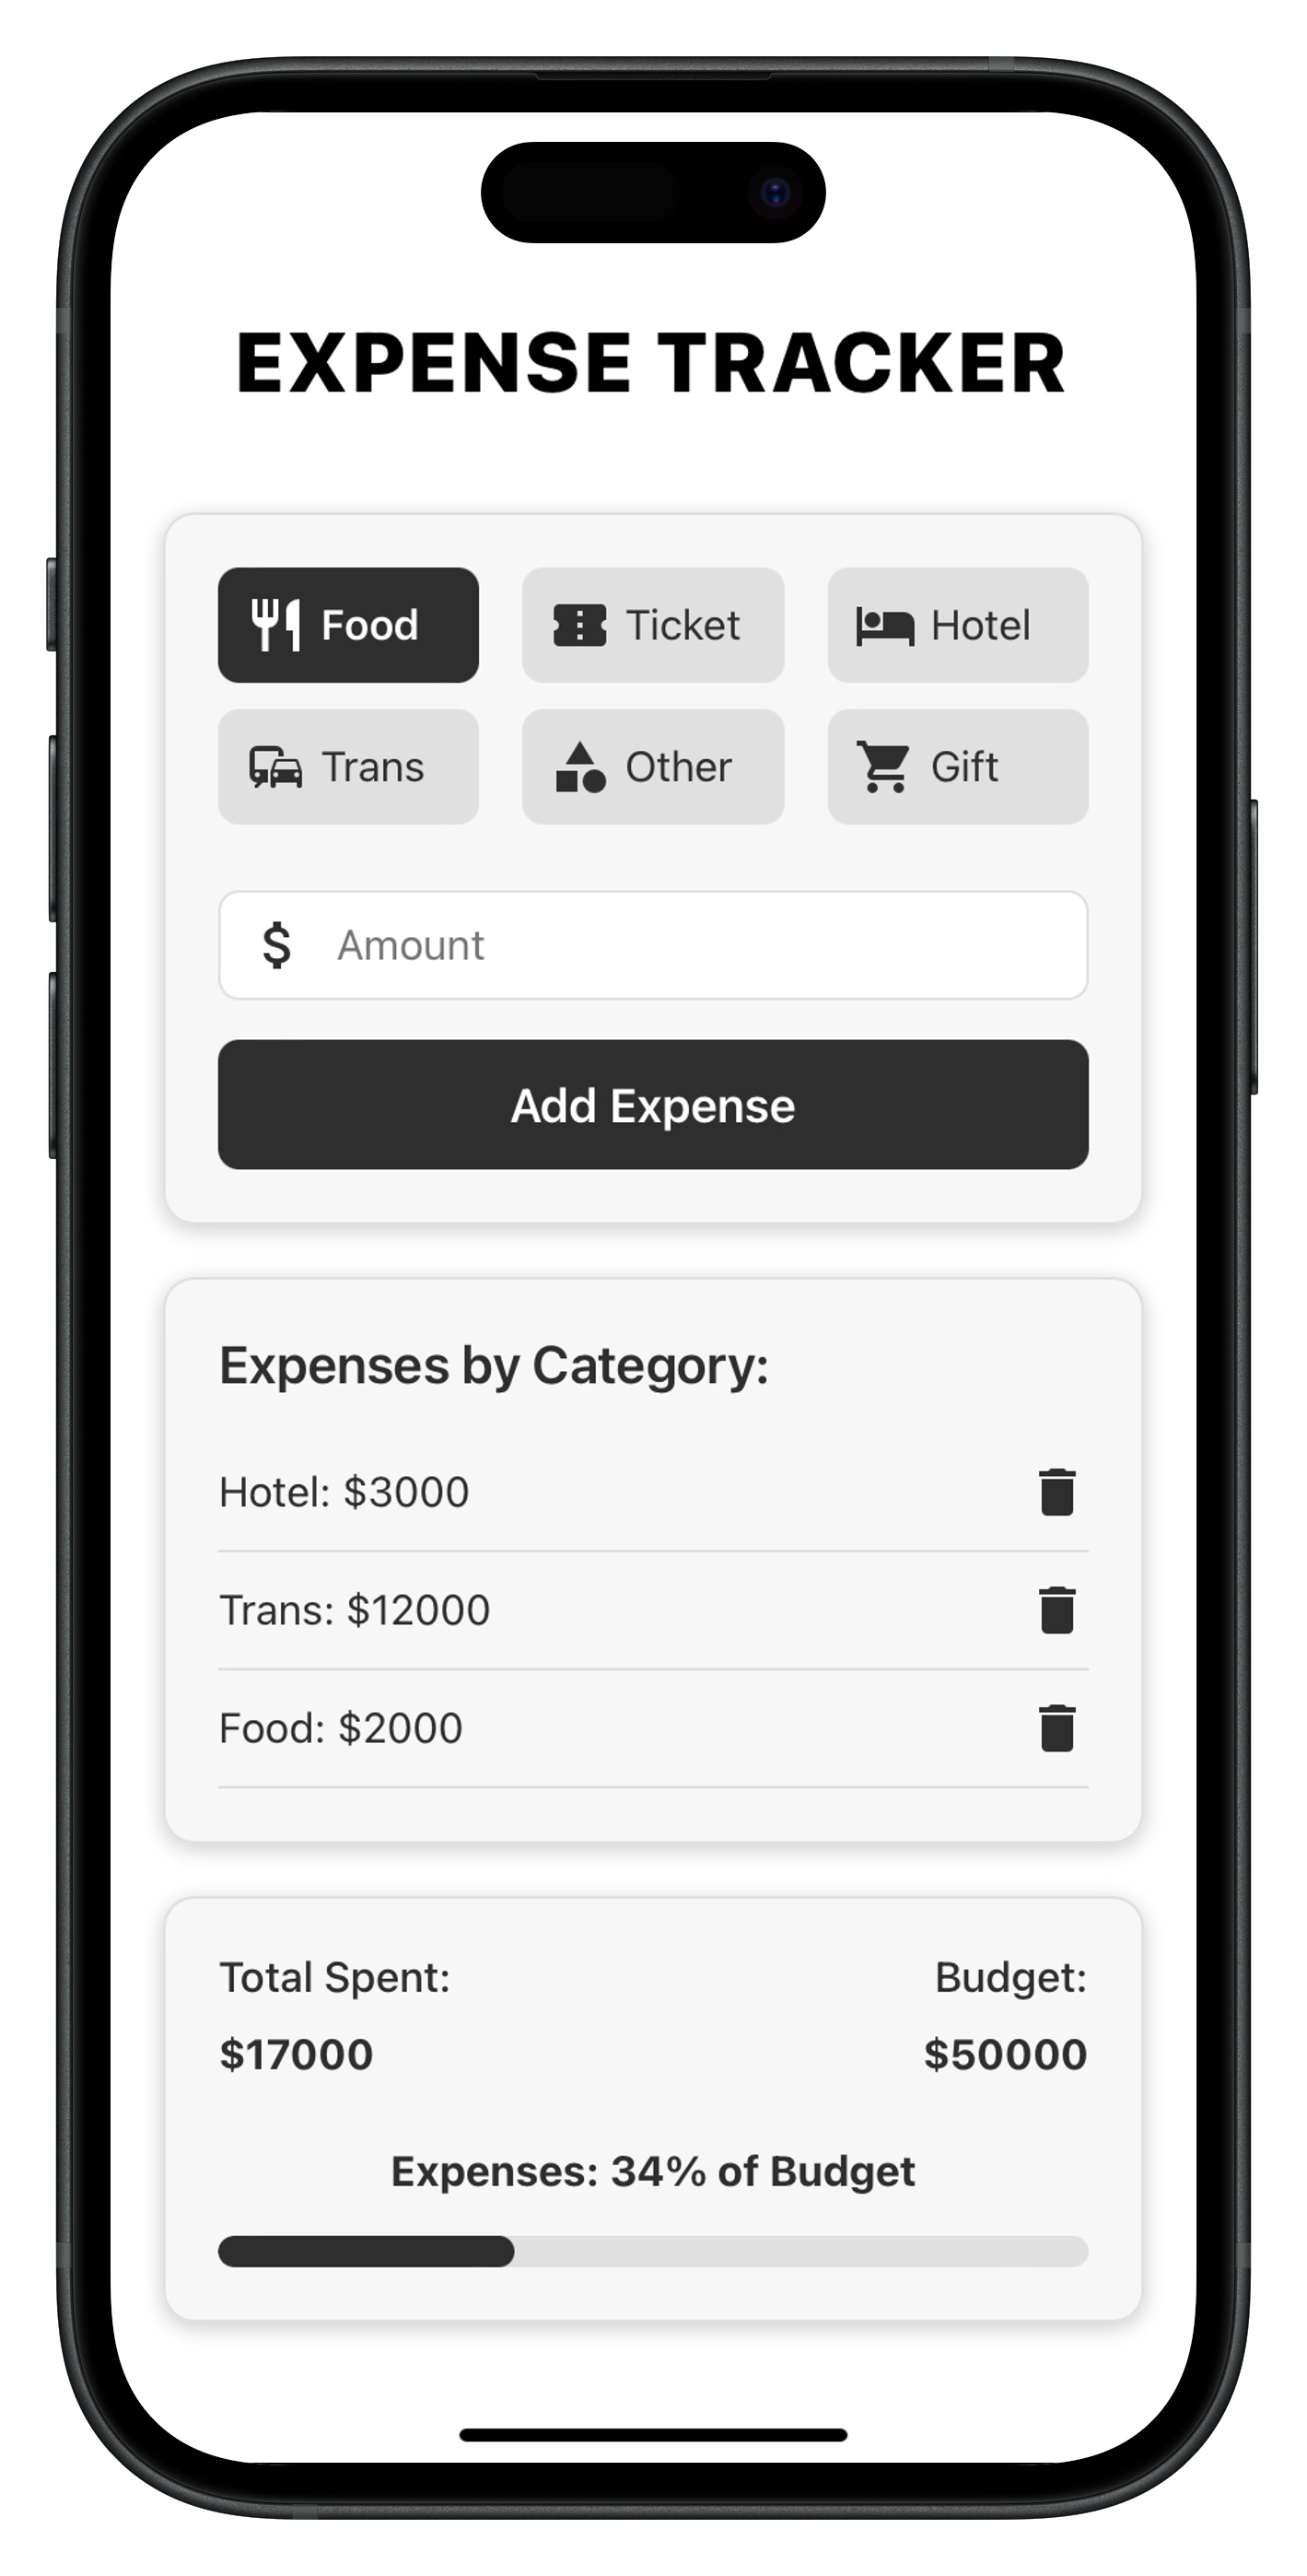 EXPENSE TRACKER
Food Ticket Hotel
Trans Other Gift
$ Amount
Add Expense
Expenses by Category:
Hotel: $3000
Trans: $12000
Food: $2000
Total Spent: Budget:
$17000 $50000
Expenses: 34% of Budget